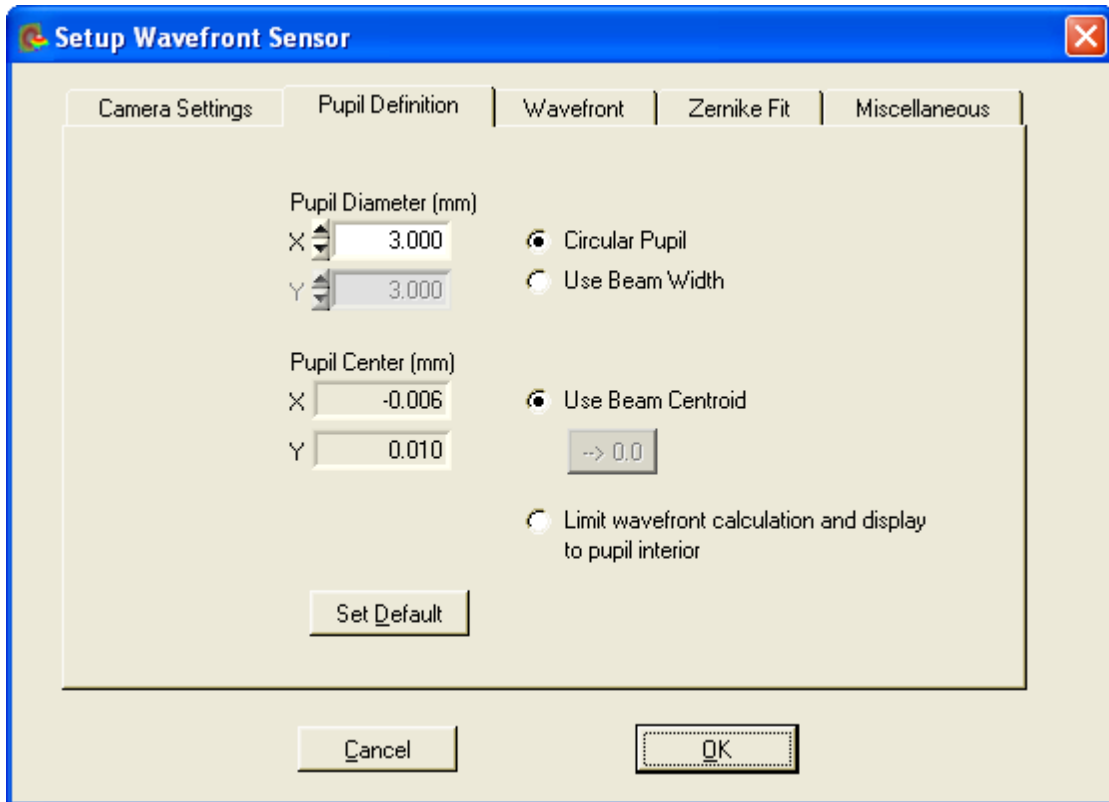 Setup Wavefront Sensor
Camera Settings Pupil Definition Wavefront Zernike Fit Miscellaneous
Pupil Diameter (mm)
X 3.000 Circular Pupil
Y 3.000 Use Beam Width
Pupil Center (mm)
X -0.006 Use Beam Centroid
Y 0.010 --> 0.0
Limit wavefront calculation and display
to pupil interior
Set Default
Cancel OK